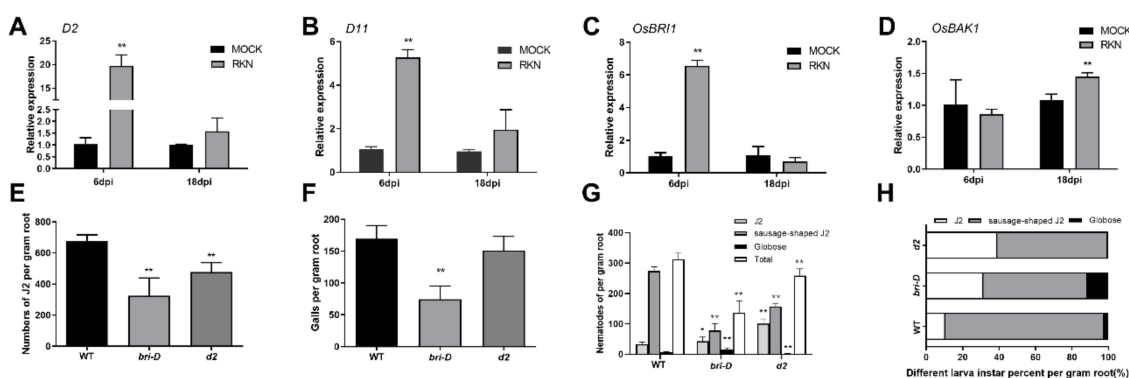 A
D2
Relative expression
25
20
15
10
5
2.5
2.0
1.5
1.0
0.5
0.0
**
MOCK
RKN
6dpi
18dpi
B
D11
Relative expression
6
4
2
0
**
MOCK
RKN
6dpi
18dpi
C
OsBRI1
Relative expression
8
6
4
2
0
**
MOCK
RKN
6dpi
18dpi
D
OsBAK1
Relative expression
2.0
1.5
1.0
0.5
0.0
**
MOCK
RKN
6dpi
18dpi
E
Numbers of J2 per gram root
800
600
400
200
0
**
**
WT
bri-D
d2
F
Galls per gram root
200
150
100
50
0
**
WT
bri-D
d2
G
Nematodes of per gram root
400
300
200
100
0
J2
sausage-shaped J2
Globose
Total
*
**
**
**
**
**
**
**
WT
bri-D
d2
H
J2
sausage-shaped J2
Globose
d2
bri-D
WT
0
20
40
60
80
100
Different larva instar percent per gram root(%)